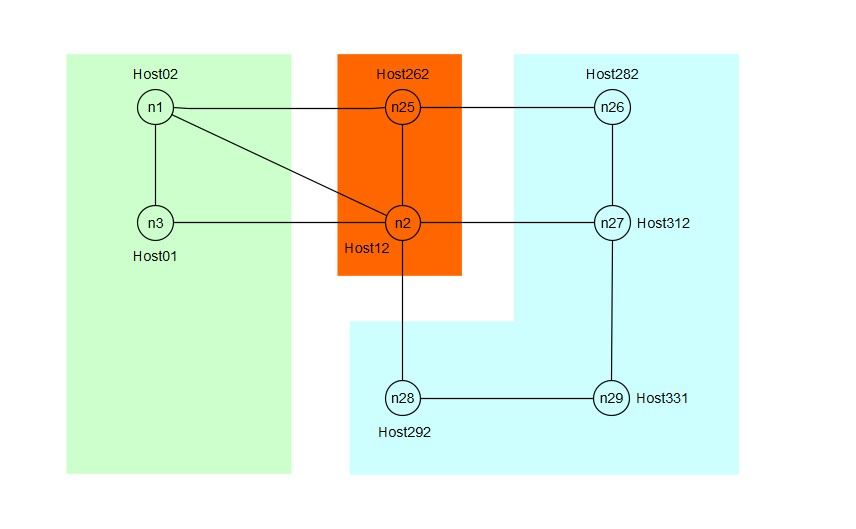 Host02
Host262
Host282
n1
n25
n26
n3
n2
n27
Host312
Host12
Host01
n28
n29
Host331
Host292